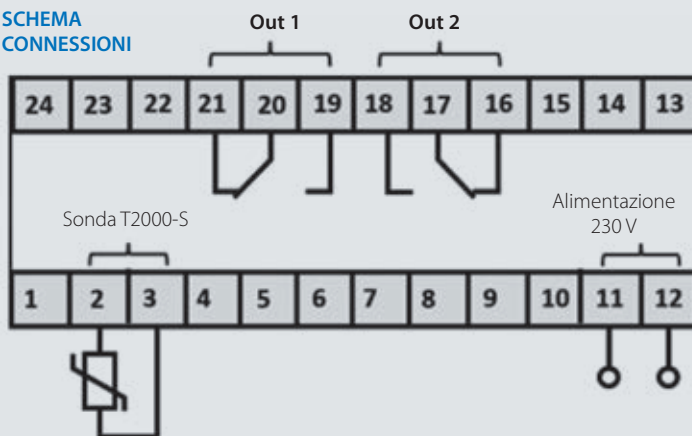 SCHEMA
CONNESSIONI
Out 1 Out 2
24 23 22 21 20 19 18 17 16 15 14 13
Sonda T2000-S
Alimentazione
230 V
1 2 3 4 5 6 7 8 9 10 11 12